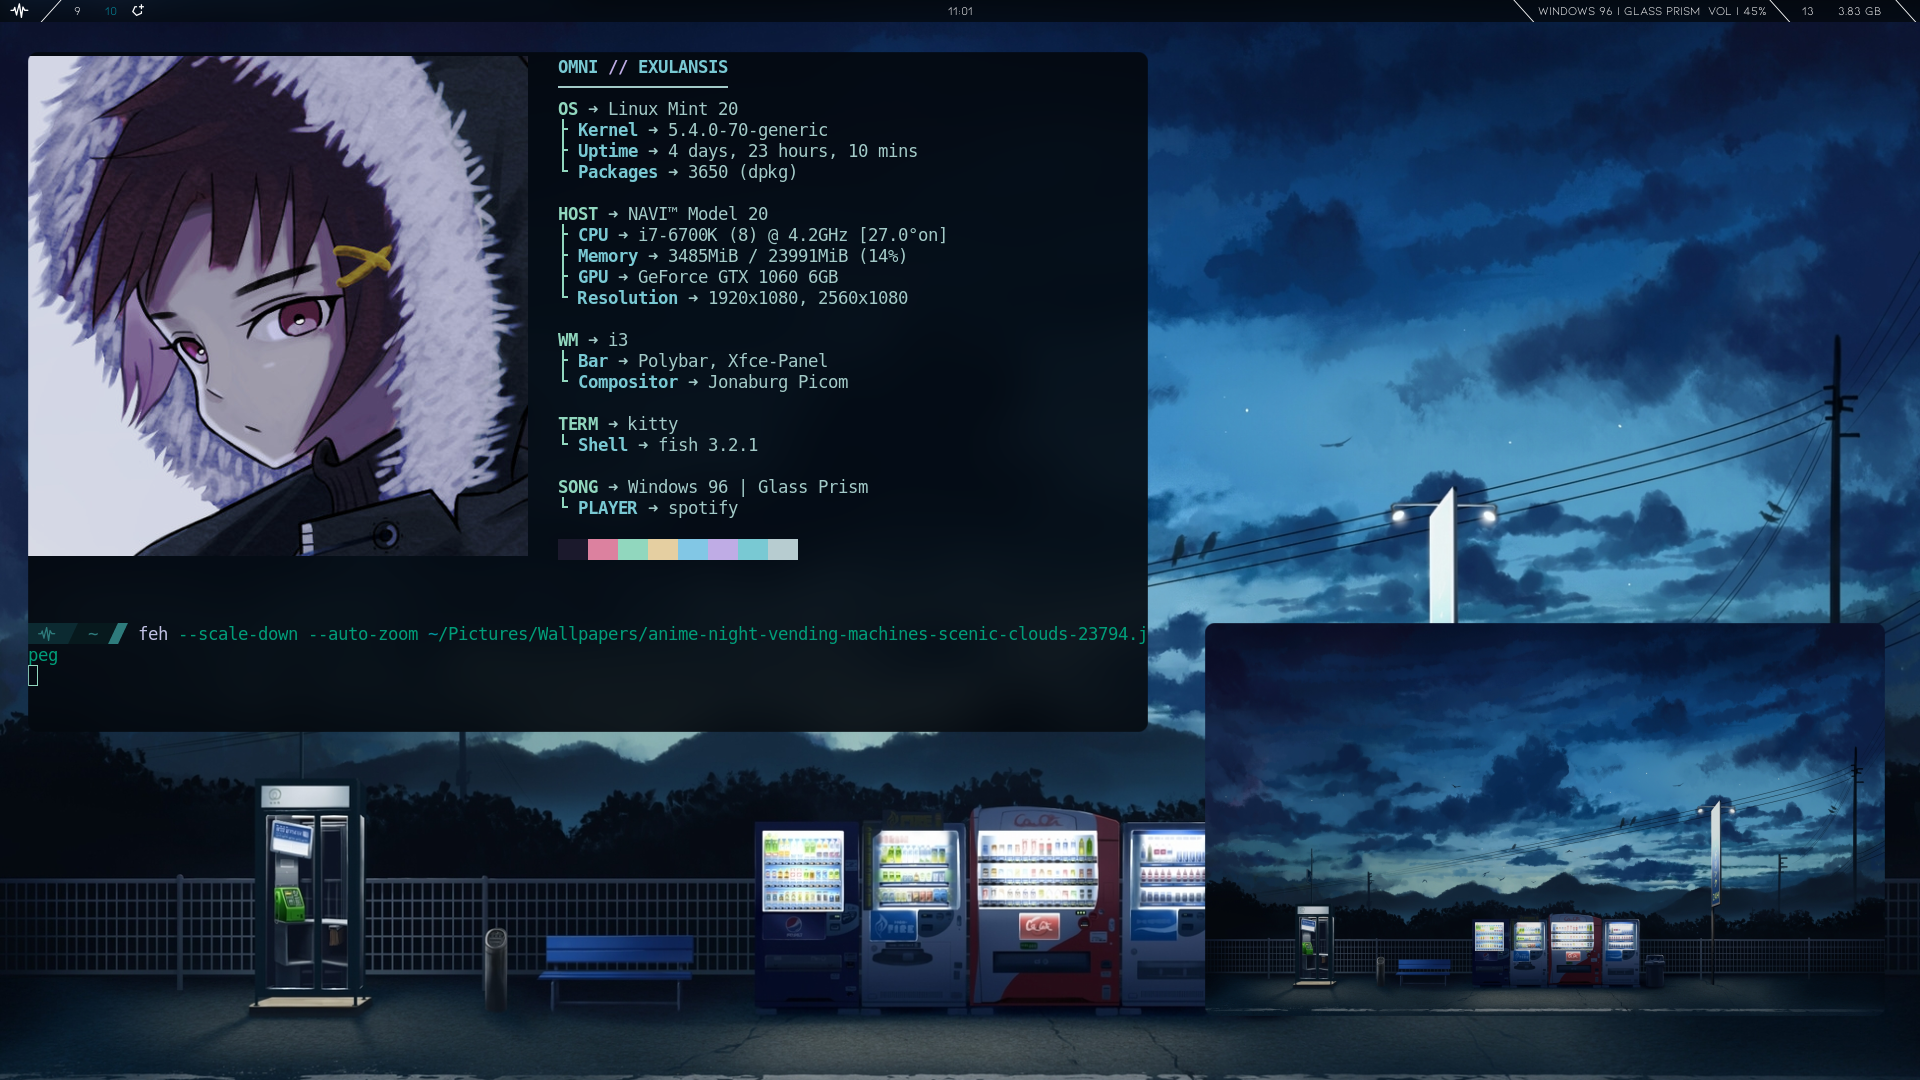 9 10 11:01 WINDOWS 96 | GLASS PRISM VOL | 45% 13 3.83 GB
OMNI // EXULANSIS
OS → Linux Mint 20
├ Kernel → 5.4.0-70-generic
├ Uptime → 4 days, 23 hours, 10 mins
└ Packages → 3650 (dpkg)
HOST → NAVI™ Model 20
├ CPU → i7-6700K (8) @ 4.2GHz [27.0°on]
├ Memory → 3485MiB / 23991MiB (14%)
├ GPU → GeForce GTX 1060 6GB
└ Resolution → 1920x1080, 2560x1080
WM → i3
├ Bar → Polybar, Xfce-Panel
└ Compositor → Jonaburg Picom
TERM → kitty
└ Shell → fish 3.2.1
SONG → Windows 96 | Glass Prism
└ PLAYER → spotify
~ feh --scale-down --auto-zoom ~/Pictures/Wallpapers/anime-night-vending-machines-scenic-clouds-23794.j
peg
FIRE